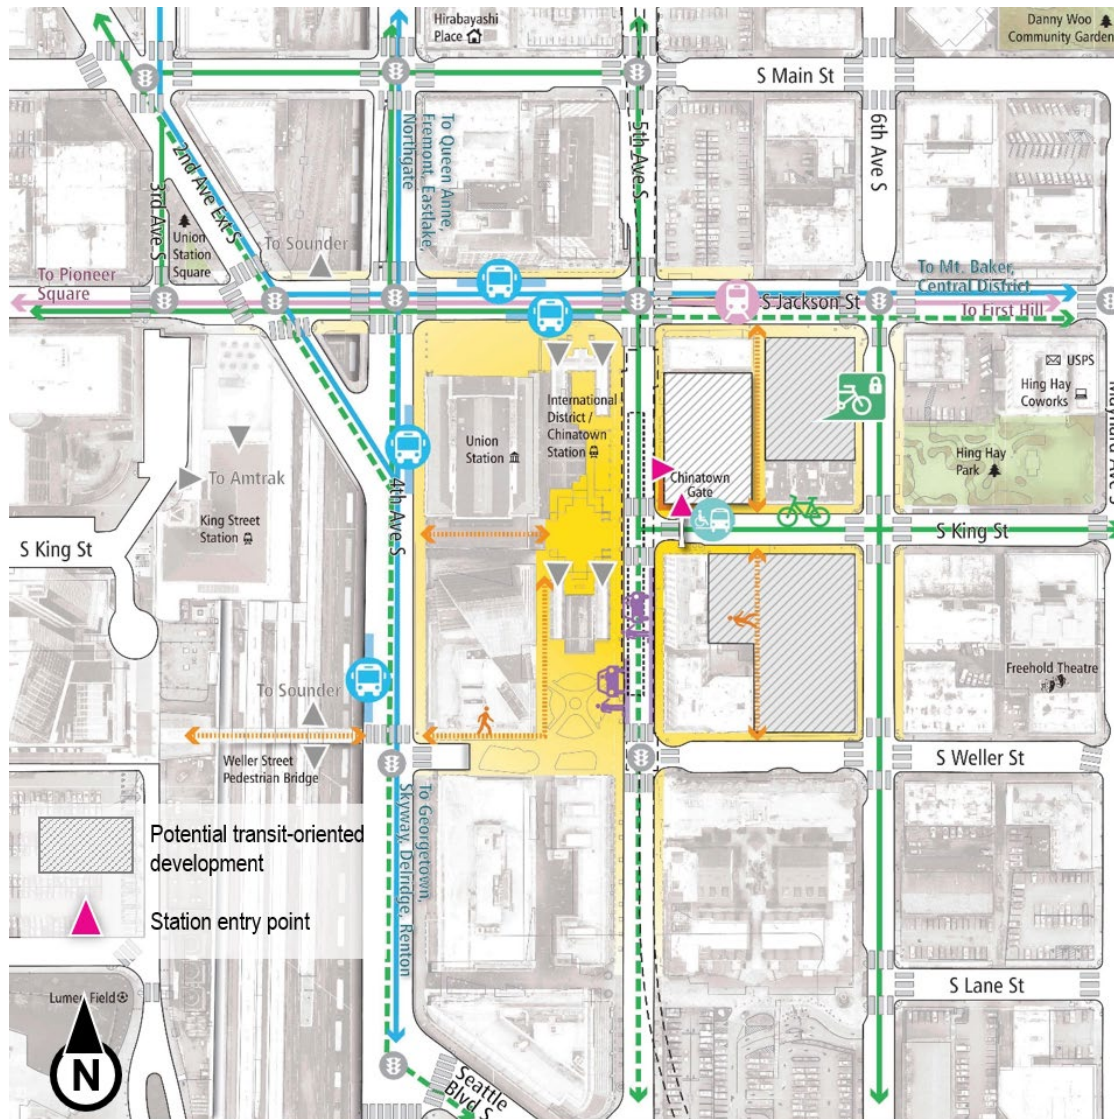 Hirabayashi
Place
Danny Woo
Community Garden
S Main St
To Queen Anne,
Fremont, Eastlake,
Northgate
5th Ave S
6th Ave S
2nd Ave Ext S
3rd Ave S
Union
Station
Square
To Sounder
To Pioneer
Square
To Mt. Baker,
Central District
S Jackson St
To First Hill
USPS
Hing Hay
Coworks
International
District /
Chinatown
Station
Union
Station
Hing Hay
Park
To Amtrak
Chinatown
Gate
King Street
Station
4th Ave S
S King St
S King St
Freehold Theatre
To Sounder
Weller Street
Pedestrian Bridge
S Weller St
To Georgetown,
Skyway, Delridge, Renton
Potential transit-oriented
development
Station entry point
S Lane St
Lumen Field
N
Seattle
Blvd S